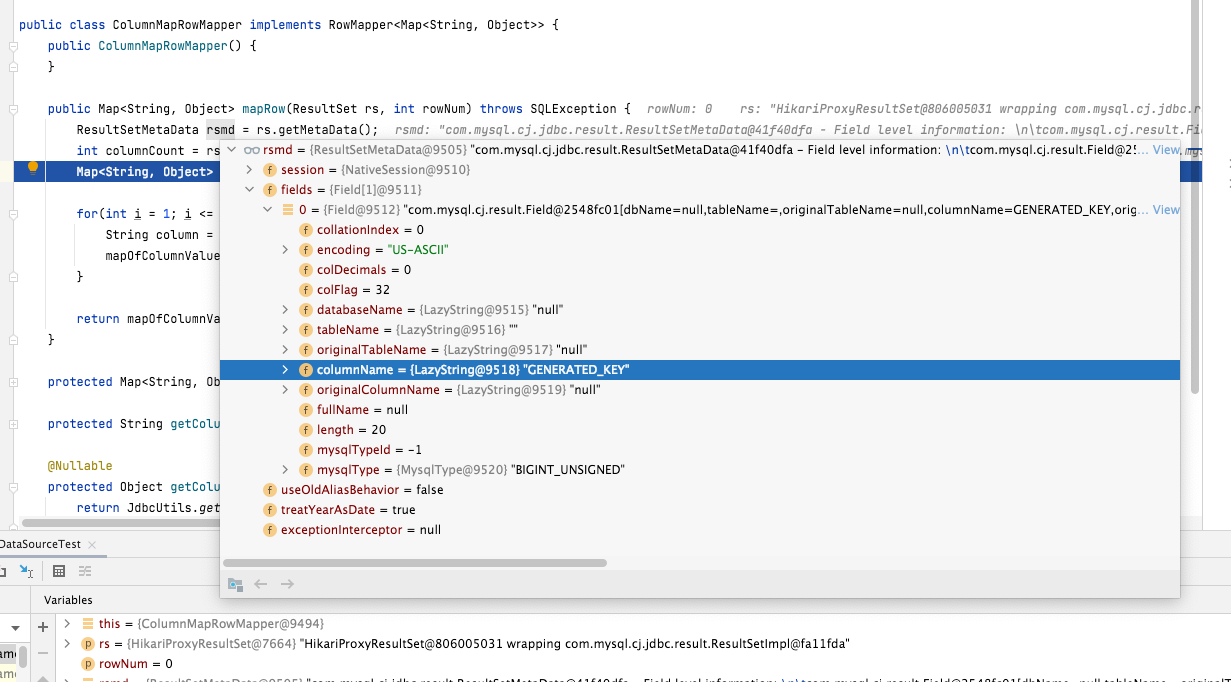 public class ColumnMapRowMapper implements RowMapper<Map<String, Object>> {
public ColumnMapRowMapper() {
}
public Map<String, Object> mapRow(ResultSet rs, int rowNum) throws SQLException { rowNum: 0 rs: "HikariProxyResultSet@806005031 wrapping com.mysql.cj.jdbc.r
ResultSetMetaData rsmd = rs.getMetaData(); rsmd: "com.mysql.cj.jdbc.result.ResultSetMetaData@41f40dfa - Field level information: \n\tcom.mysql.cj.result.Fi
int columnCount = rs
Map<String, Object>
for(int i = 1; i <=
String column =
mapOfColumnValue
}
return mapOfColumnVa
}
protected Map<String, Ob
protected String getColu
@Nullable
protected Object getColu
return JdbcUtils.get
rsmd = {ResultSetMetaData@9505} "com.mysql.cj.jdbc.result.ResultSetMetaData@41f40dfa - Field level information: \n\tcom.mysql.cj.result.Field@25... View
session = {NativeSession@9510}
fields = {Field[1]@9511}
0 = {Field@9512} "com.mysql.cj.result.Field@2548fc01[dbName=null,tableName=,originalTableName=null,columnName=GENERATED_KEY,orig... View
collationIndex = 0
encoding = "US-ASCII"
colDecimals = 0
colFlag = 32
databaseName = {LazyString@9515} "null"
tableName = {LazyString@9516} ""
originalTableName = {LazyString@9517} "null"
columnName = {LazyString@9518} "GENERATED_KEY"
originalColumnName = {LazyString@9519} "null"
fullName = null
length = 20
mysqlTypeId = -1
mysqlType = {MysqlType@9520} "BIGINT_UNSIGNED"
useOldAliasBehavior = false
treatYearAsDate = true
exceptionInterceptor = null
DataSourceTest
Variables
this = {ColumnMapRowMapper@9494}
rs = {HikariProxyResultSet@7664} "HikariProxyResultSet@806005031 wrapping com.mysql.cj.jdbc.result.ResultSetImpl@fa11fda"
rowNum = 0